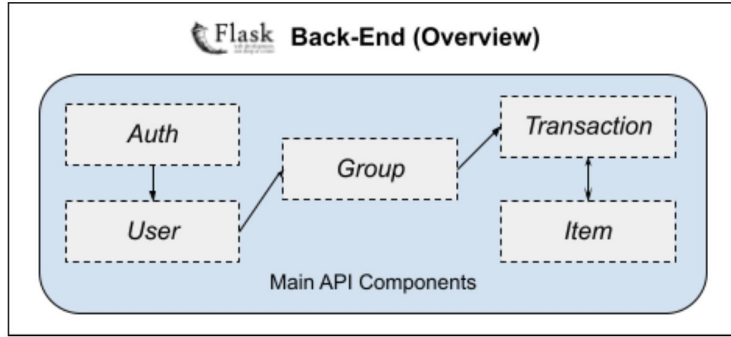 Flask Back-End (Overview)
Auth
User
Group
Transaction
Item
Main API Components